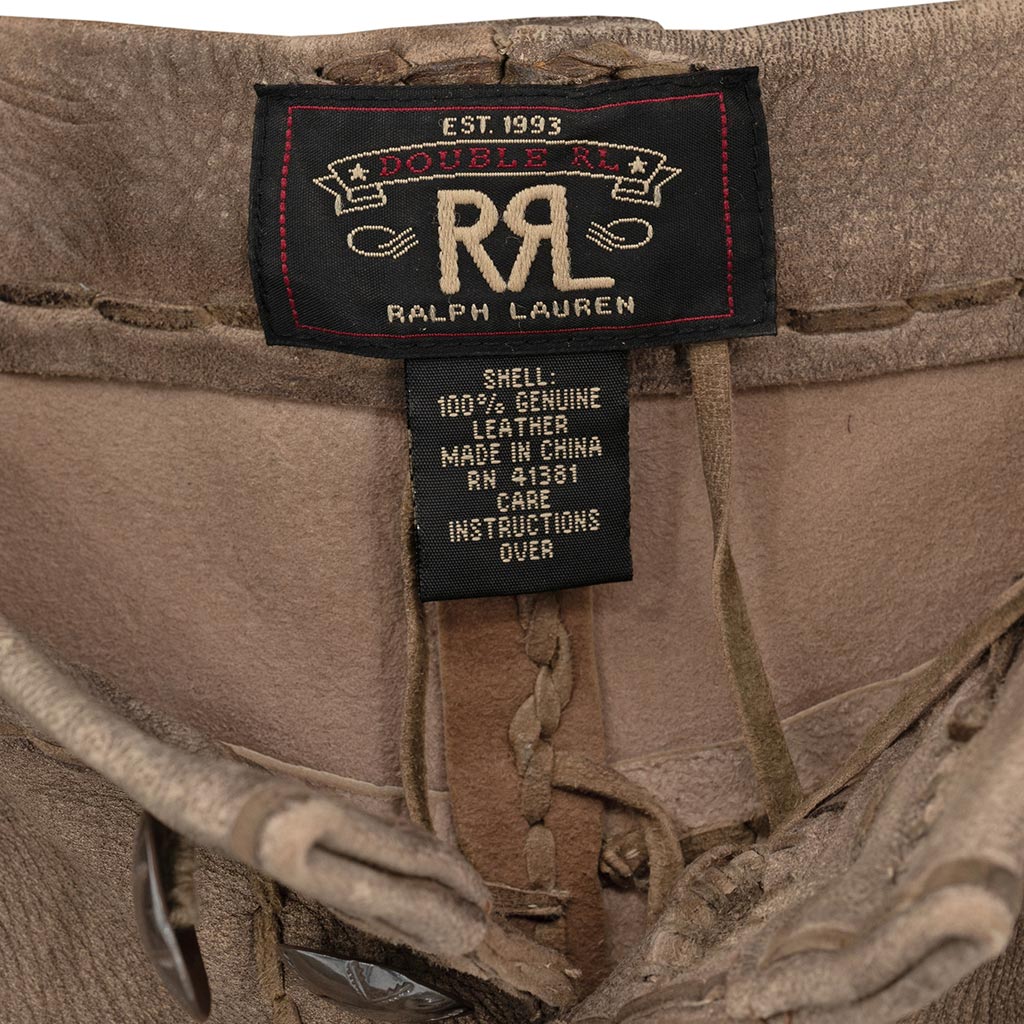 EST. 1993
DOUBLE RL
RRL
RALPH LAUREN
SHELL:
100% GENUINE
LEATHER
MADE IN CHINA
RN 41381
CARE
INSTRUCTIONS
OVER